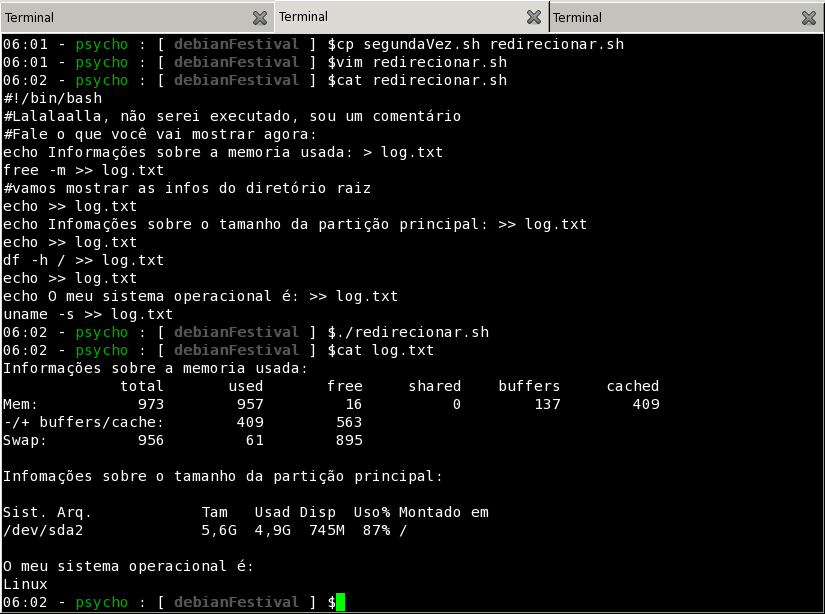 Terminal Terminal Terminal
06:01 - psycho : [ debianFestival ] $cp segundaVez.sh redirecionar.sh
06:01 - psycho : [ debianFestival ] $vim redirecionar.sh
06:02 - psycho : [ debianFestival ] $cat redirecionar.sh
#!/bin/bash
#Lalalaalla, não serei executado, sou um comentário
#Fale o que você vai mostrar agora:
echo Informações sobre a memoria usada: > log.txt
free -m >> log.txt
#vamos mostrar as infos do diretório raiz
echo >> log.txt
echo Infomações sobre o tamanho da partição principal: >> log.txt
echo >> log.txt
df -h / >> log.txt
echo >> log.txt
echo O meu sistema operacional é: >> log.txt
uname -s >> log.txt
06:02 - psycho : [ debianFestival ] $./redirecionar.sh
06:02 - psycho : [ debianFestival ] $cat log.txt
Informações sobre a memoria usada:
             total       used       free     shared    buffers     cached
Mem:           973        957         16          0        137        409
-/+ buffers/cache:        409        563
Swap:          956         61        895
Infomações sobre o tamanho da partição principal:
Sist. Arq.            Tam   Usad Disp  Uso% Montado em
/dev/sda2             5,6G  4,9G  745M  87% /
O meu sistema operacional é:
Linux
06:02 - psycho : [ debianFestival ] $